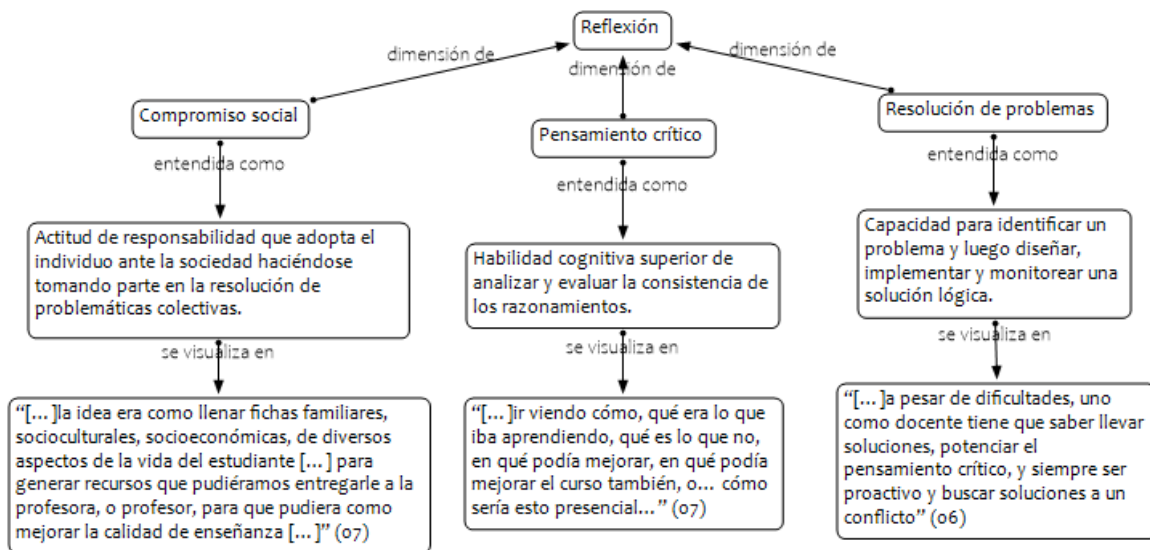 Reflexión
dimensión de
dimensión de
dimensión de
Compromiso social
Pensamiento crítico
Resolución de problemas
entendida como
entendida como
entendida como
Actitud de responsabilidad que adopta el
individuo ante la sociedad haciéndose
tomando parte en la resolución de
problemáticas colectivas.
Habilidad cognitiva superior de
analizar y evaluar la consistencia de
los razonamientos.
Capacidad para identificar un
problema y luego diseñar,
implementar y monitorear una
solución lógica.
se visualiza en
se visualiza en
se visualiza en
“[...]la idea era como llenar fichas familiares,
socioculturales, socioeconómicas, de diversos
aspectos de la vida del estudiante [...] para
generar recursos que pudiéramos entregarle a la
profesora, o profesor, para que pudiera como
mejorar la calidad de enseñanza [...]” (07)
“[...]ir viendo cómo, qué era lo que
iba aprendiendo, qué es lo que no,
en qué podía mejorar, en qué podía
mejorar el curso también, o... cómo
sería esto presencial...” (07)
“[...]a pesar de dificultades, uno
como docente tiene que saber llevar
soluciones, potenciar el
pensamiento crítico, y siempre ser
proactivo y buscar soluciones a un
conflicto” (06)